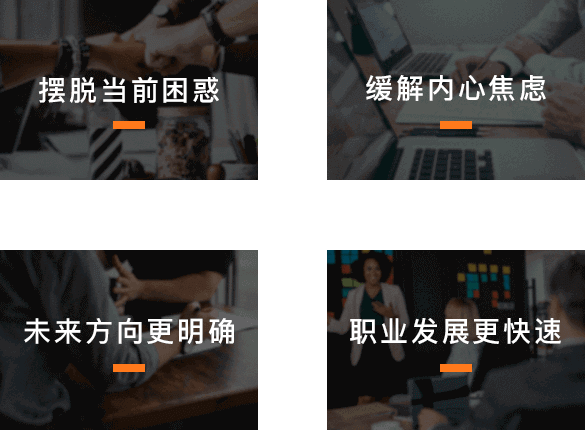 摆脱当前困惑
缓解内心焦虑
未来方向更明确
职业发展更快速